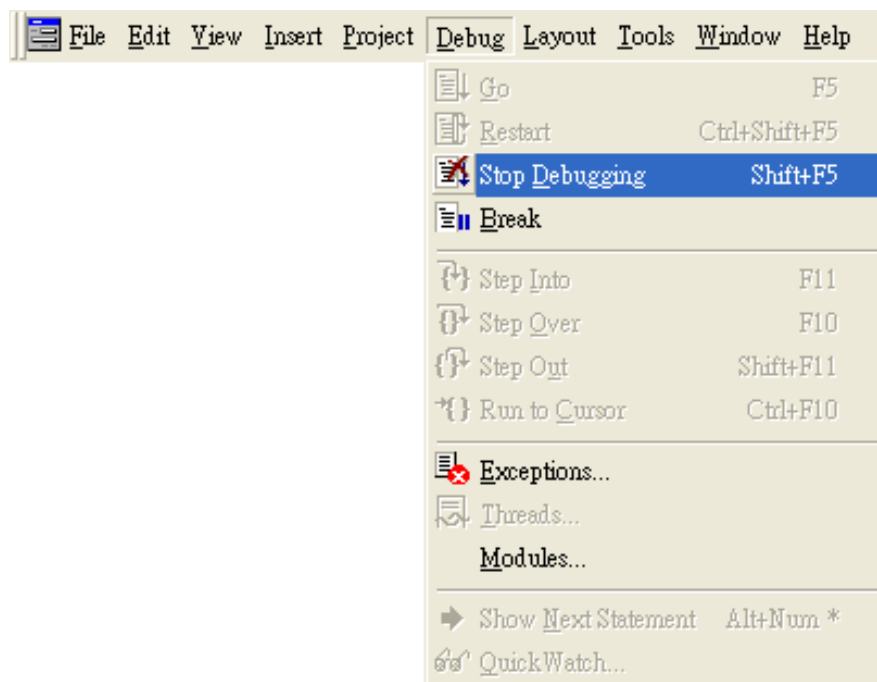 File Edit View Insert Project Debug Layout Tools Window Help
Go F5
Restart Ctrl+Shift+F5
Stop Debugging Shift+F5
Break
Step Into F11
Step Over F10
Step Out Shift+F11
Run to Cursor Ctrl+F10
Exceptions...
Threads...
Modules...
Show Next Statement Alt+Num *
QuickWatch...